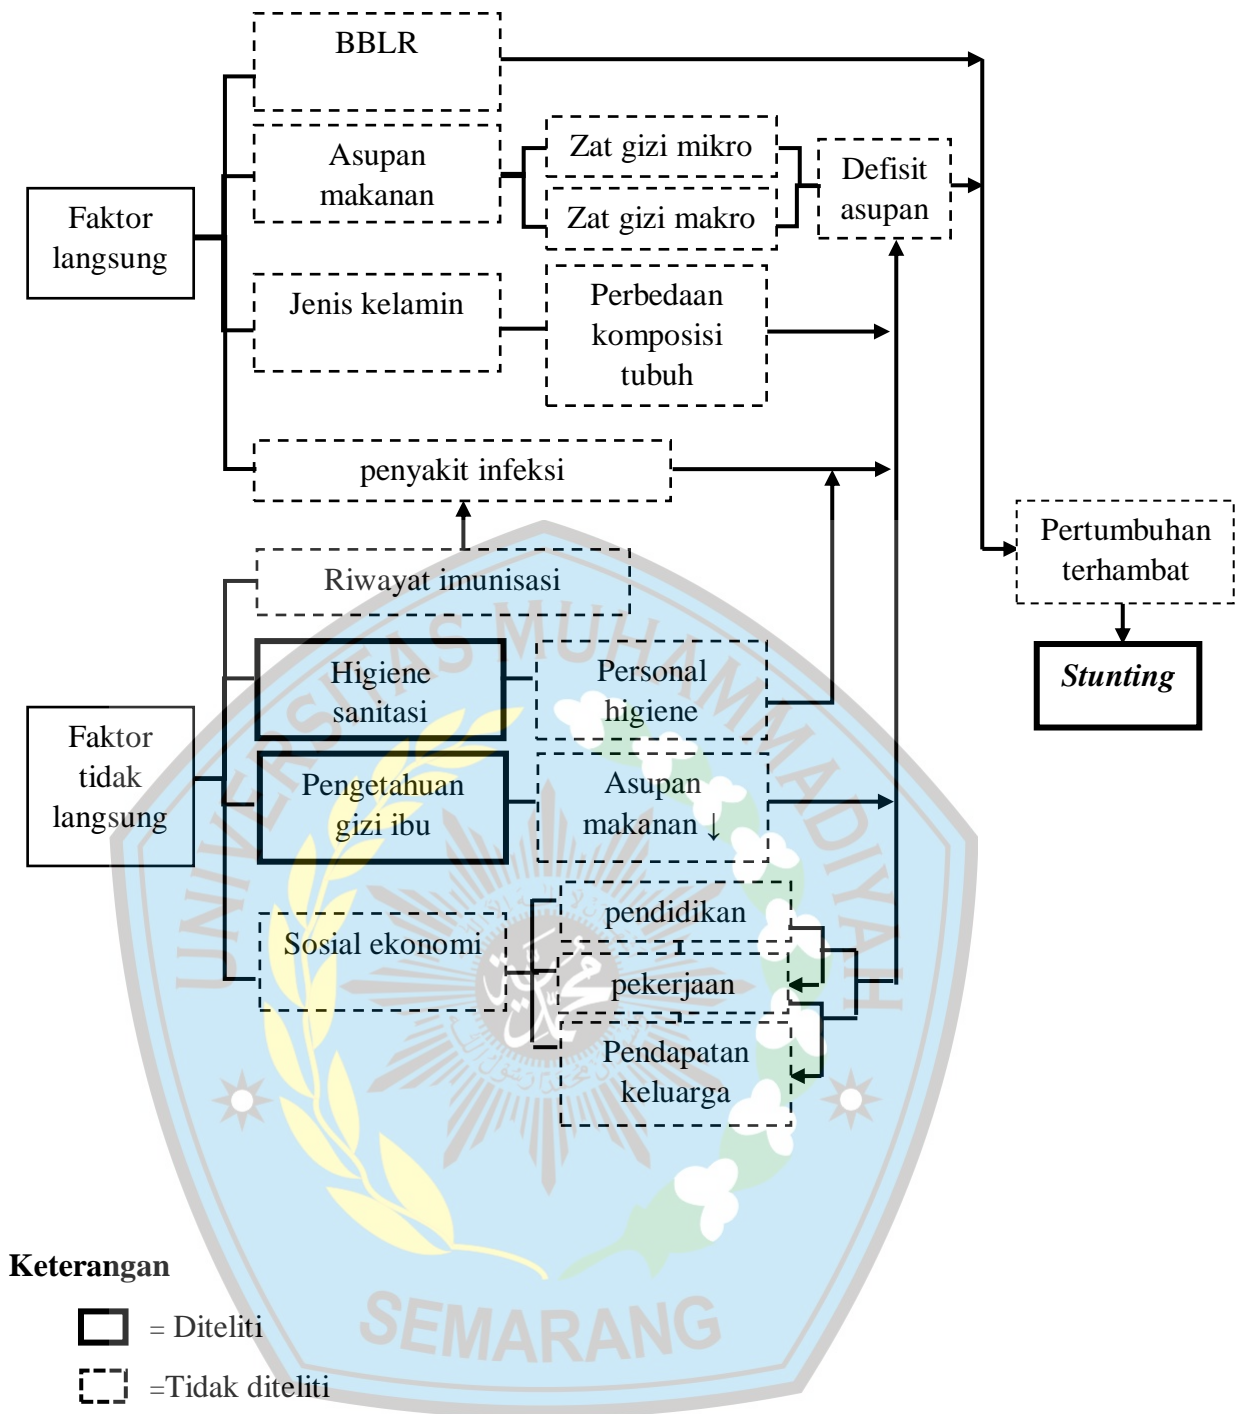 BBLR
Asupan
makanan
Zat gizi mikro
Zat gizi makro
Defisit
asupan
Faktor
langsung
Jenis kelamin
Perbedaan
komposisi
tubuh
penyakit infeksi
Pertumbuhan
terhambat
Riwayat imunisasi
Stunting
Higiene
sanitasi
Personal
higiene
Faktor
tidak
langsung
Pengetahuan
gizi ibu
Asupan
makanan ↓
Sosial ekonomi
pendidikan
pekerjaan
Pendapatan
keluarga
Keterangan
= Diteliti
=Tidak diteliti
UNIVERSITAS MUHAMMADIYAH
SEMARANG